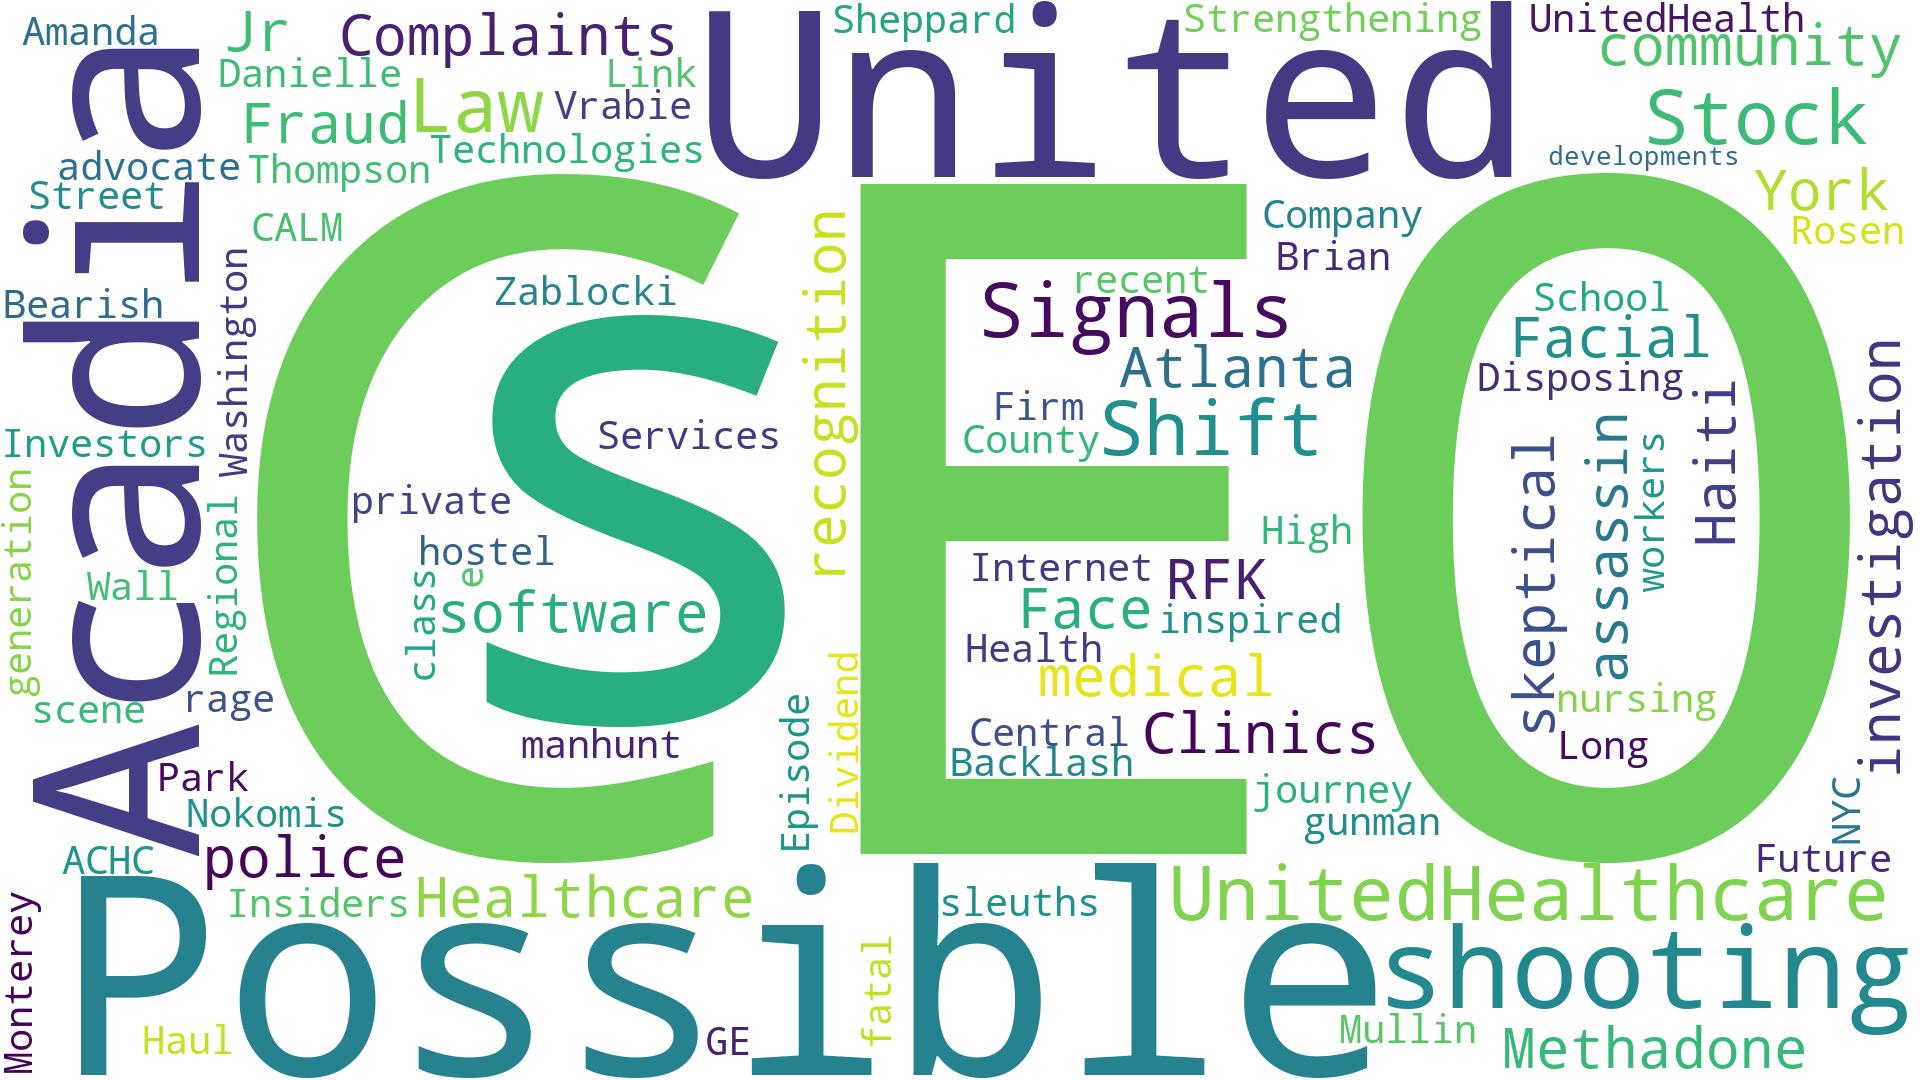 Amanda
Jr
Complaints
United
Sheppard
Strengthening
UnitedHealth
community
Danielle
Link
Law
Vrabie
Fraud
Stock
advocate
Thompson
Technologies
developments
Street
York
CALM
Company
Rosen
Acadia
CEO
s
Brian
Bearish
Washington
Zablocki
recognition
recent
Signals
School
Facial
Atlanta
Disposing
Investors
Services
Firm
County
Shift
Haiti
investigation
generation
Regional
private
skeptical
assassin
workers
hostel
High
class
e
software
Internet
RFK
Wall
Face
inspired
Health
medical
scene
rage
nursing
manhunt
Episode
Dividend
Central
Clinics
Long
Backlash
Park
Nokomis
journey
gunman
NYC
ACHC
police
Future
Monterey
Possible
Insiders
Healthcare
sleuths
UnitedHealthcare
fatal
shooting
Haul
GE
Mullin
Methadone